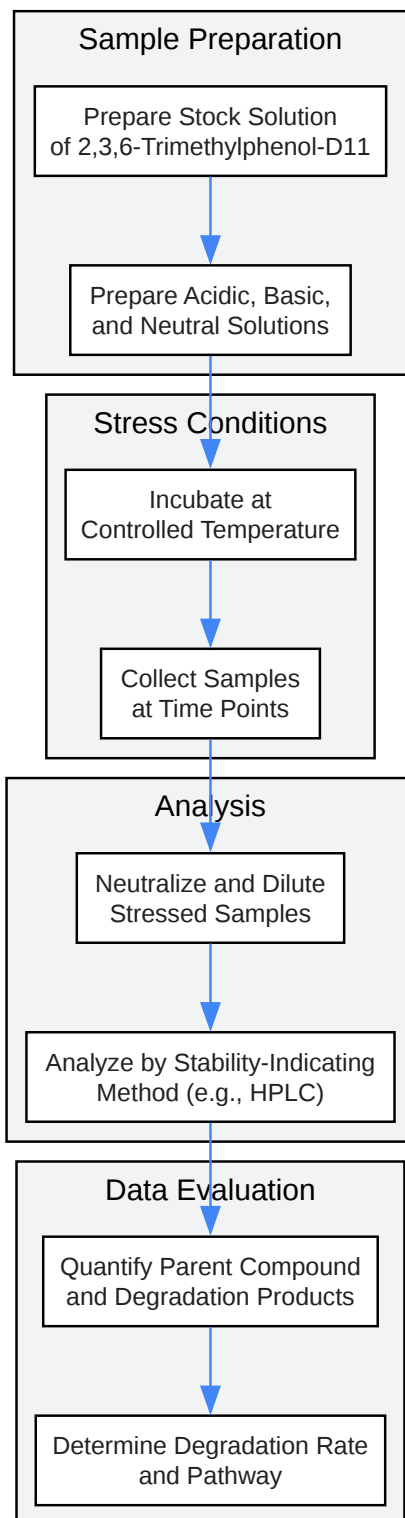 Sample Preparation
Prepare Stock Solution
of 2,3,6-Trimethylphenol-D11
Prepare Acidic, Basic,
and Neutral Solutions
Stress Conditions
Incubate at
Controlled Temperature
Collect Samples
at Time Points
Analysis
Neutralize and Dilute
Stressed Samples
Analyze by Stability-Indicating
Method (e.g., HPLC)
Data Evaluation
Quantify Parent Compound
and Degradation Products
Determine Degradation Rate
and Pathway